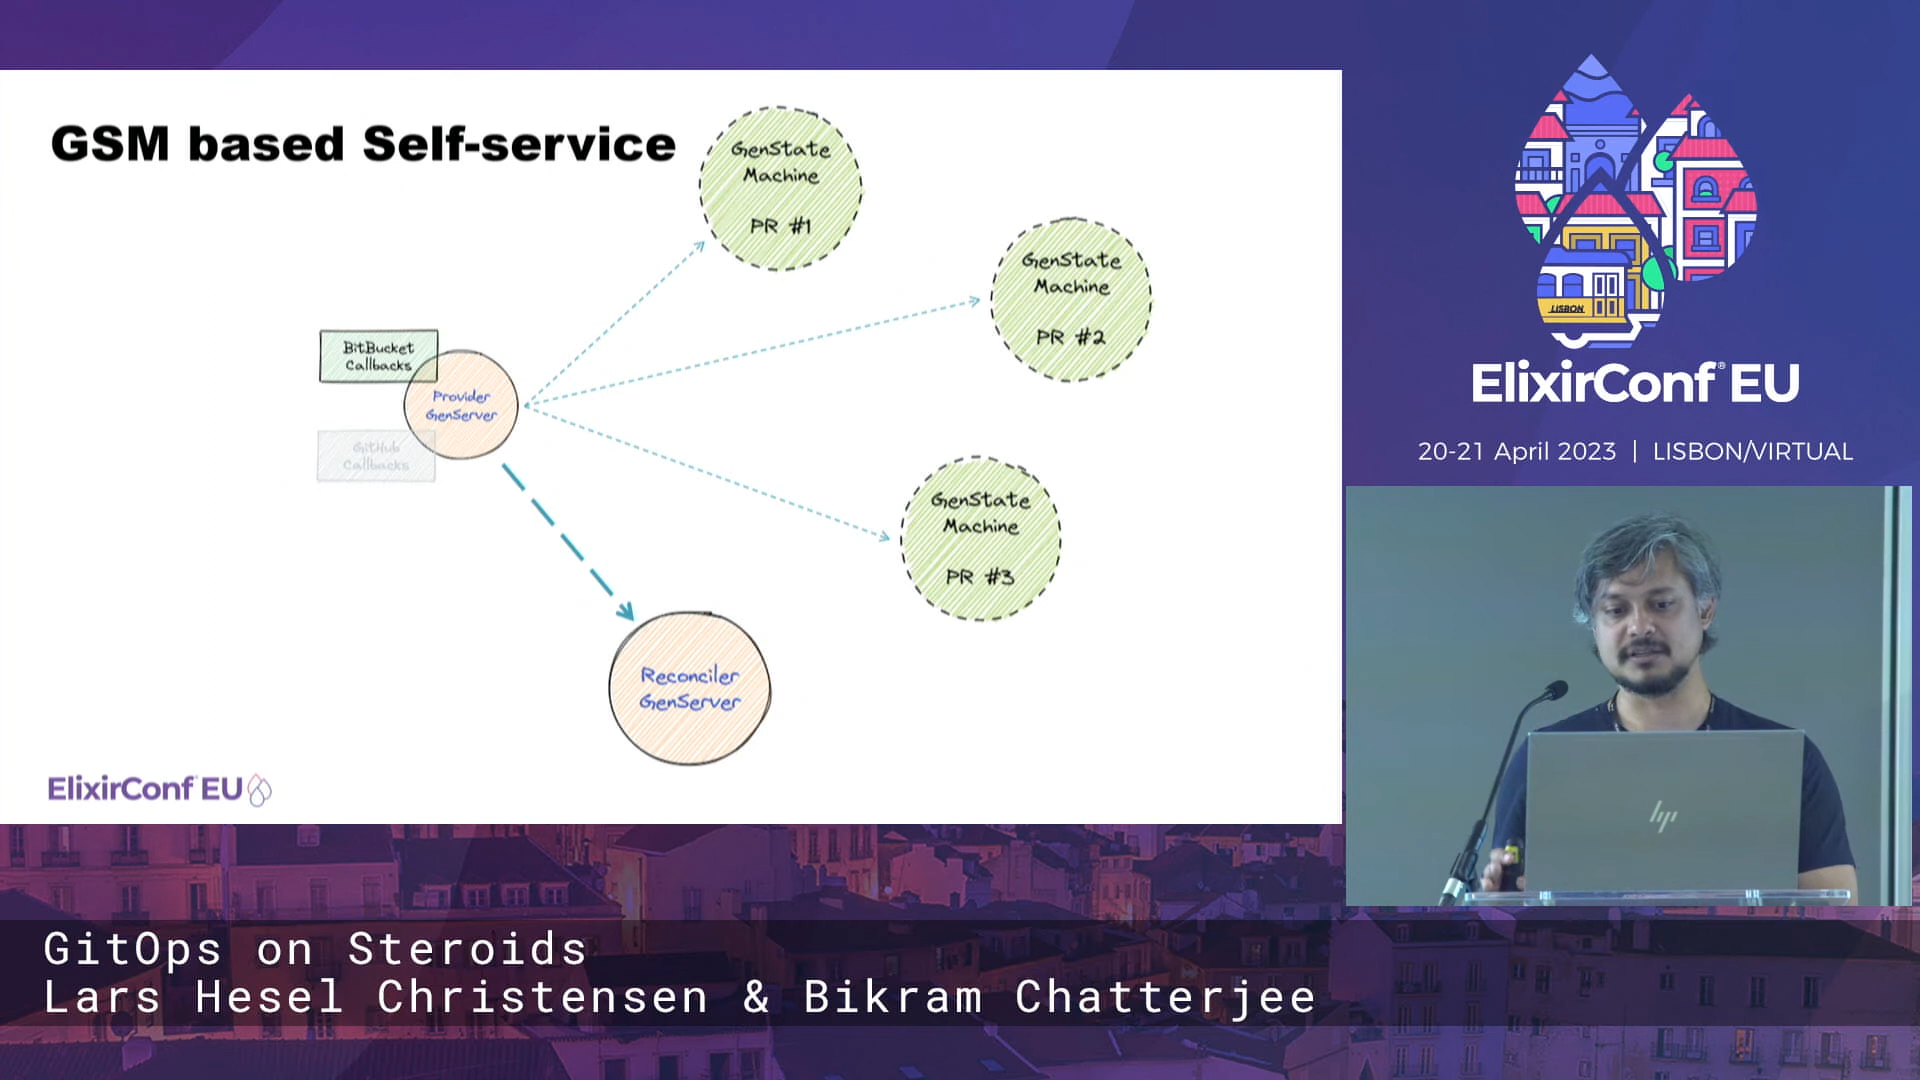 GSM based Self-service
GenState
Machine
PR #1
GenState
Machine
PR #2
BitBucket
Callbacks
Provider
GenServer
GitHub
Callbacks
GenState
Machine
PR #3
Reconciler
GenServer
ElixirConf EU
LISBON
ElixirConf® EU
20-21 April 2023 | LISBON/VIRTUAL
hp
GitOps on Steroids
Lars Hesel Christensen & Bikram Chatterjee